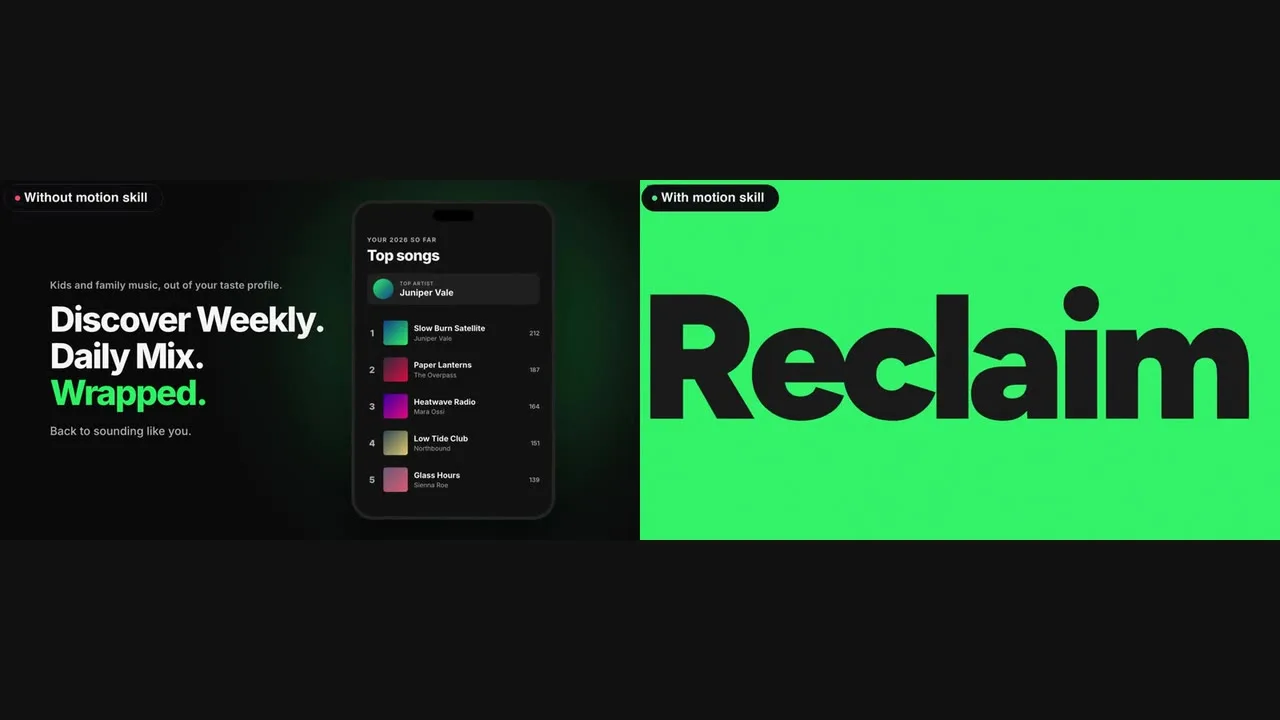 Without motion skill
Kids and family music, out of your taste profile.
Discover Weekly.
Daily Mix.
Wrapped.
Back to sounding like you.
YOUR 2026 SO FAR
Top songs
TOP ARTIST
Juniper Vale
1 Slow Burn Satellite 212
Juniper Vale
2 Paper Lanterns 187
The Overpass
3 Heatwave Radio 164
Mara Ossi
4 Low Tide Club 151
Northbound
5 Glass Hours 139
Sienna Roe
With motion skill
Reclaim